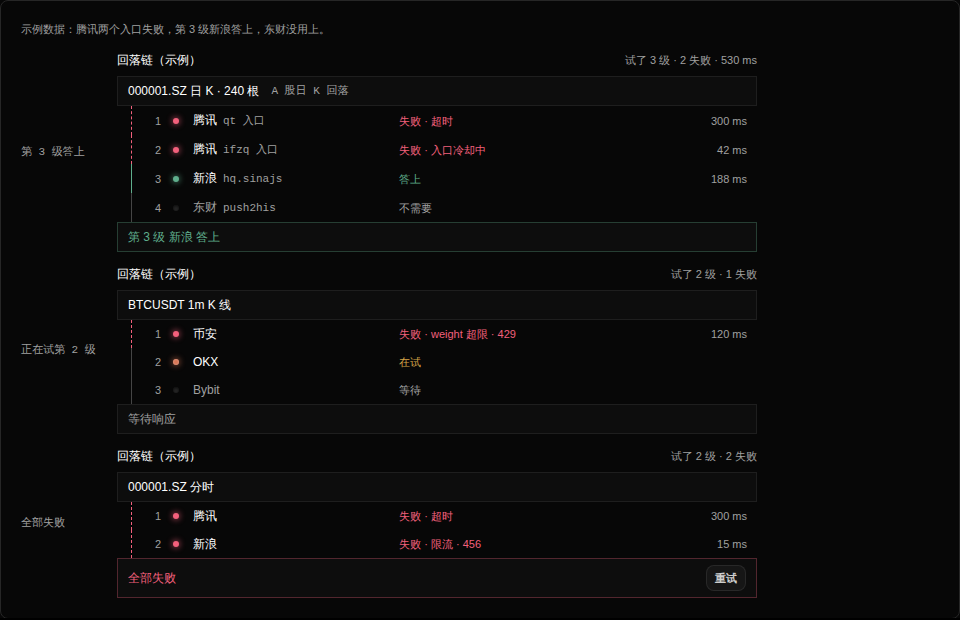 示例数据：腾讯两个入口失败，第 3 级新浪答上，东财没用上。
回落链（示例） 试了 3 级 · 2 失败 · 530 ms
000001.SZ 日 K · 240 根 A 股日 K 回落
1 腾讯 qt 入口 失败 · 超时 300 ms
第 3 级答上
2 腾讯 ifzq 入口 失败 · 入口冷却中 42 ms
3 新浪 hq.sinajs 答上 188 ms
4 东财 push2his 不需要
第 3 级 新浪 答上
回落链（示例） 试了 2 级 · 1 失败
BTCUSDT 1m K 线
1 币安 失败 · weight 超限 · 429 120 ms
正在试第 2 级
2 OKX 在试
3 Bybit 等待
等待响应
回落链（示例） 试了 2 级 · 2 失败
000001.SZ 分时
1 腾讯 失败 · 超时 300 ms
全部失败
2 新浪 失败 · 限流 · 456 15 ms
全部失败 重试